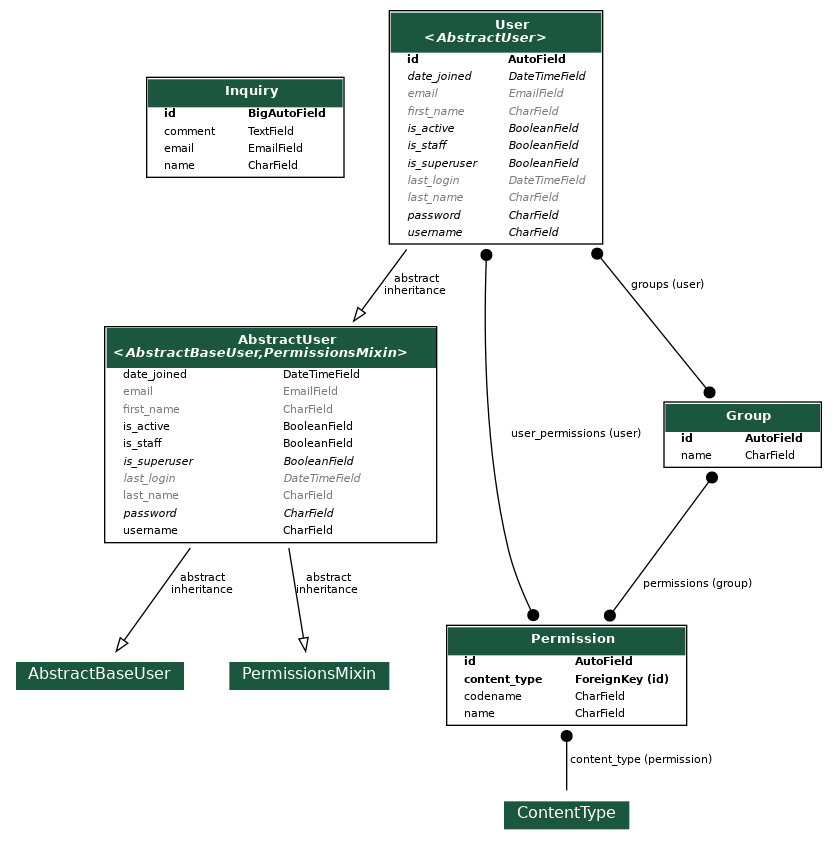 User
<AbstractUser>
id AutoField
date_joined DateTimeField
email EmailField
first_name CharField
is_active BooleanField
is_staff BooleanField
is_superuser BooleanField
last_login DateTimeField
last_name CharField
password CharField
username CharField
Inquiry
id BigAutoField
comment TextField
email EmailField
name CharField
abstract
inheritance
groups (user)
AbstractUser
<AbstractBaseUser,PermissionsMixin>
date_joined DateTimeField
email EmailField
first_name CharField
is_active BooleanField
is_staff BooleanField
is_superuser BooleanField
last_login DateTimeField
last_name CharField
password CharField
username CharField
user_permissions (user)
Group
id AutoField
name CharField
abstract
inheritance
abstract
inheritance
permissions (group)
AbstractBaseUser
PermissionsMixin
Permission
id AutoField
content_type ForeignKey (id)
codename CharField
name CharField
content_type (permission)
ContentType